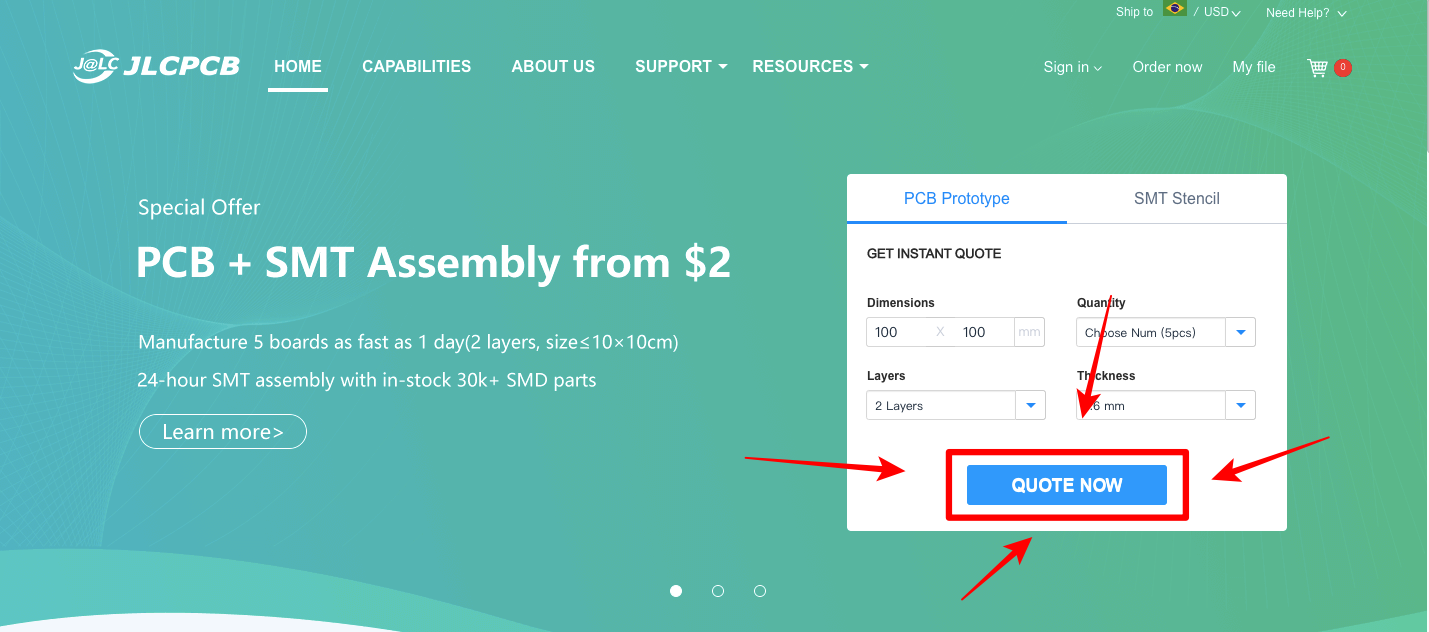 Ship to / USD Need Help?
J@LC JLCPCB HOME CAPABILITIES ABOUT US SUPPORT RESOURCES Sign in Order now My file 0
PCB Prototype SMT Stencil
Special Offer
PCB + SMT Assembly from $2
GET INSTANT QUOTE
Dimensions Quantity
100 X 100 mm Choose Num (5pcs)
Manufacture 5 boards as fast as 1 day(2 layers, size≤10×10cm)
24-hour SMT assembly with in-stock 30k+ SMD parts
Layers Thickness
2 Layers .6 mm
Learn more>
QUOTE NOW